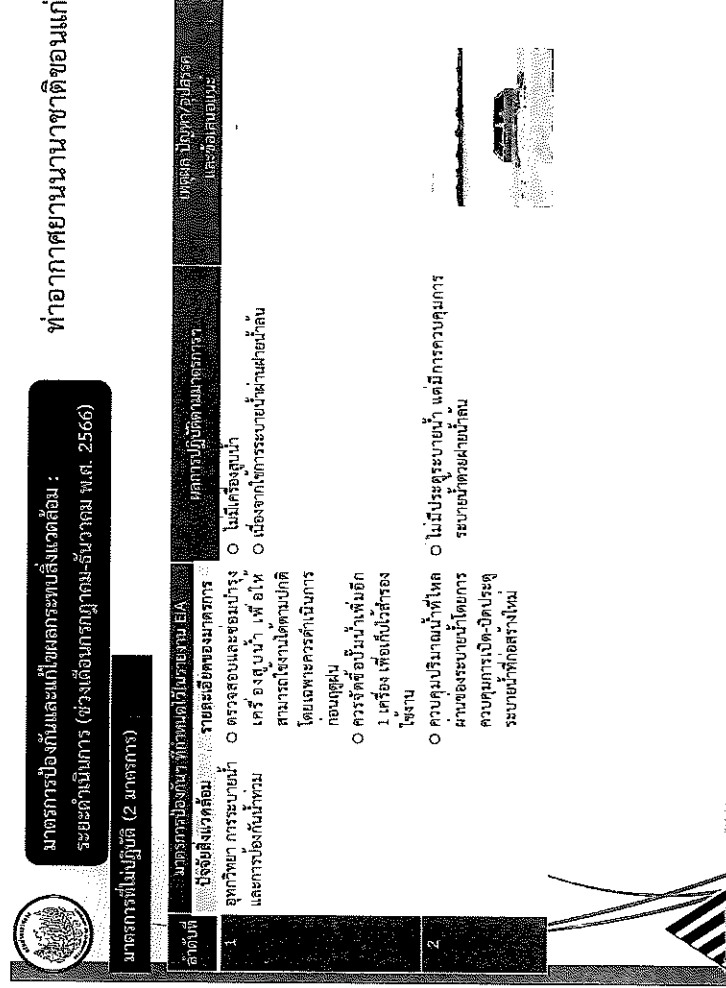 ท่าอากาศยานนานาชาติขอนแก่
มาตรการป้องกันและแก้ไขผลกระทบสิ่งแวดล้อม :
ระยะดำเนินการ (ช่วงเดือนกรกฎาคม-ธันวาคม พ.ศ. 2566)
มาตรการที่ไม่ปฏิบัติ (2 มาตรการ)
ลำดับที่
มาตรการป้องกันฯ ที่กำหนดไว้ในรายงาน EIA
ปัจจัยสิ่งแวดล้อม
รายละเอียดของมาตรการ
ผลการปฏิบัติตามมาตรการฯ
เหตุผล ปัญหา/อุปสรรค
และข้อเสนอแนะ
1
อุทกวิทยา การระบายน้ำ
และการป้องกันน้ำท่วม
O ตรวจสอบและซ่อมบำรุง
เครื่องสูบน้ำ เพื่อให้
สามารถใช้งานได้ตามปกติ
โดยเฉพาะควรดำเนินการ
ก่อนฤดูฝน
O ควรจัดซื้อปั๊มน้ำเพิ่มอีก
1 เครื่อง เพื่อเก็บไว้สำรอง
ใช้งาน
O ไม่มีเครื่องสูบน้ำ
O เนื่องจากใช้การระบายน้ำผ่านฝายน้ำล้น
-
2
O ควบคุมปริมาณน้ำที่ไหล
ผ่านของระบายน้ำโดยการ
ควบคุมการเปิด-ปิดประตู
ระบายน้ำที่ก่อสร้างใหม่
O ไม่มีประตูระบายน้ำ แต่มีการควบคุมการ
ระบายน้ำด้วยฝายน้ำล้น